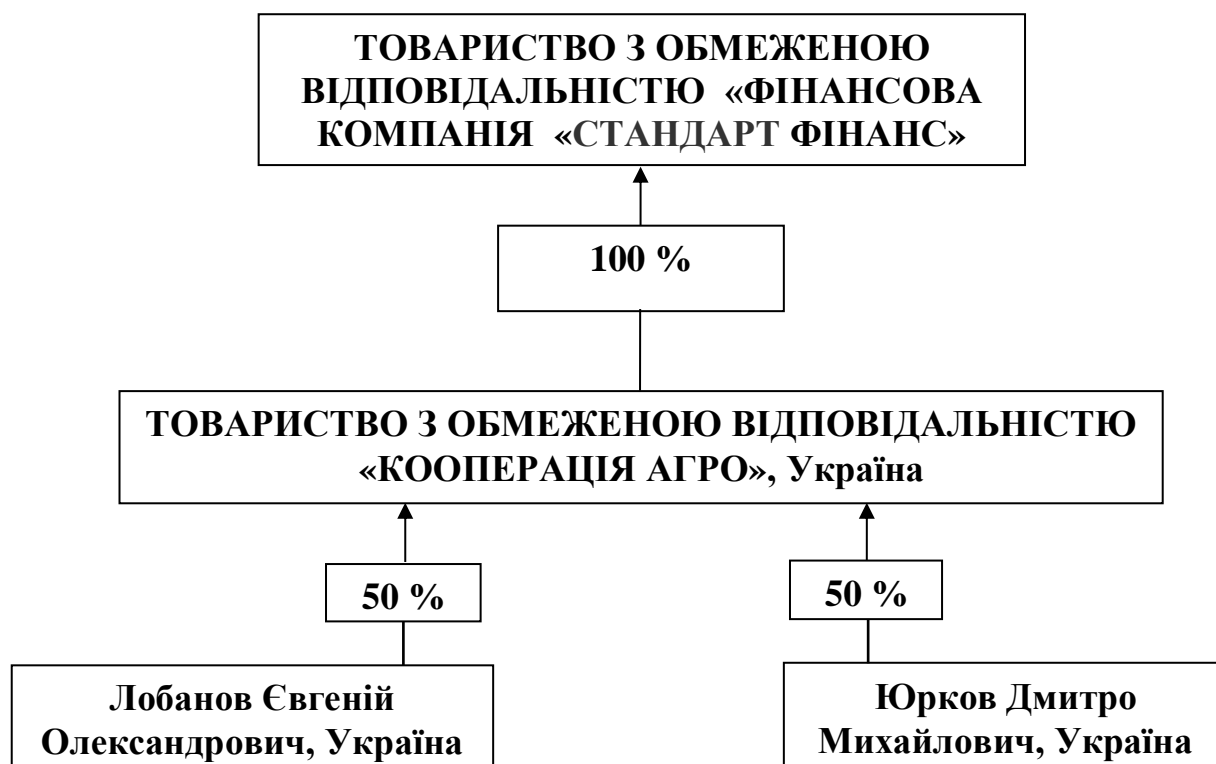 ТОВАРИСТВО З ОБМЕЖЕНОЮ
ВІДПОВІДАЛЬНІСТЮ «ФІНАНСОВА
КОМПАНІЯ «СТАНДАРТ ФІНАНС»
100 %
ТОВАРИСТВО З ОБМЕЖЕНОЮ ВІДПОВІДАЛЬНІСТЮ
«КООПЕРАЦІЯ АГРО», Україна
50 %
50 %
Лобанов Євгеній
Олександрович, Україна
Юрков Дмитро
Михайлович, Україна